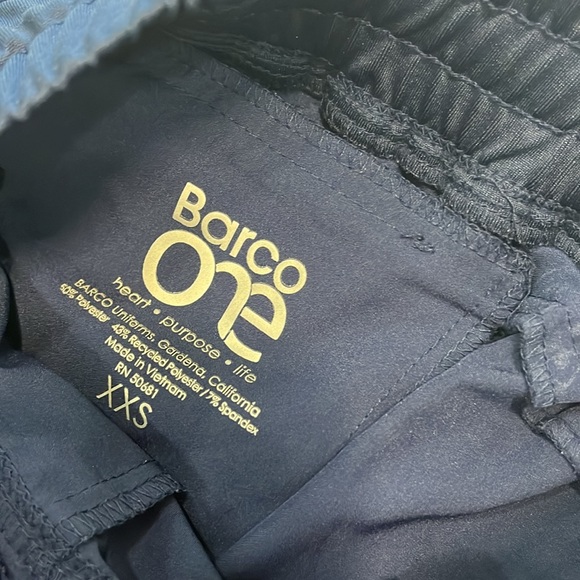 Barco
One
heart • purpose • life
BARCO Uniforms, Gardena, California
50% Polyester 43% Recycled Polyester / 7% Spandex
Made in Vietnam
RN 50681
XXS